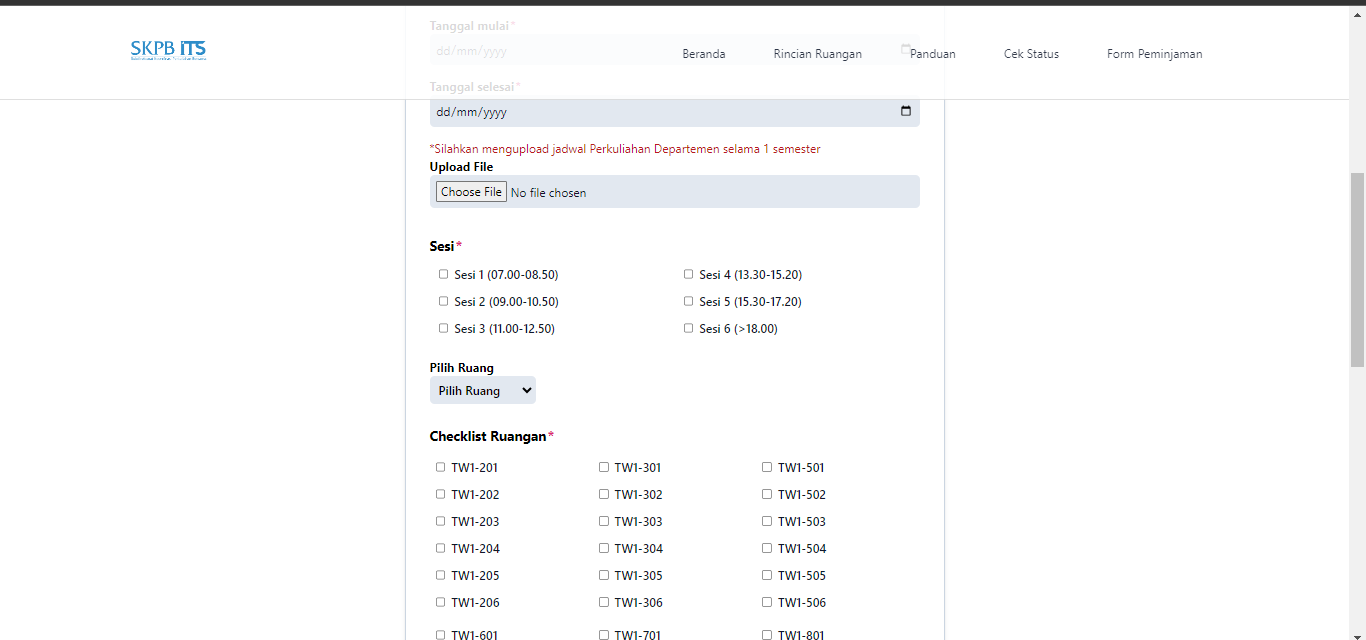 SKPB ITS
Beranda
Rincian Ruangan
Panduan
Cek Status
Form Peminjaman
Tanggal mulai*
dd/mm/yyyy
Tanggal selesai*
dd/mm/yyyy
*Silahkan mengupload jadwal Perkuliahan Departemen selama 1 semester
Upload File
Choose File No file chosen
Sesi*
Sesi 1 (07.00-08.50)
Sesi 4 (13.30-15.20)
Sesi 2 (09.00-10.50)
Sesi 5 (15.30-17.20)
Sesi 3 (11.00-12.50)
Sesi 6 (>18.00)
Pilih Ruang
Pilih Ruang
Checklist Ruangan*
TW1-201
TW1-301
TW1-501
TW1-202
TW1-302
TW1-502
TW1-203
TW1-303
TW1-503
TW1-204
TW1-304
TW1-504
TW1-205
TW1-305
TW1-505
TW1-206
TW1-306
TW1-506
TW1-601
TW1-701
TW1-801